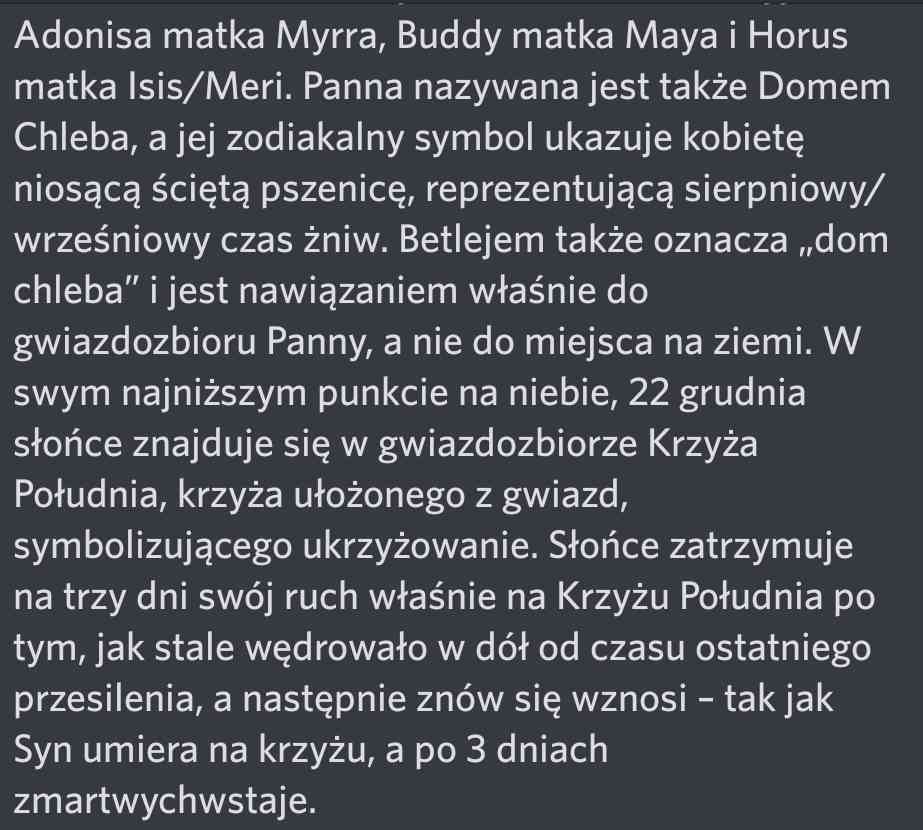 Adonisa matka Myrra, Buddy matka Maya i Horus
matka Isis/Meri. Panna nazywana jest także Domem
Chleba, a jej zodiakalny symbol ukazuje kobietę
niosącą ściętą pszenicę, reprezentującą sierpniowy/
wrześniowy czas żniw. Betlejem także oznacza „dom
chleba” i jest nawiązaniem właśnie do
gwiazdozbioru Panny, a nie do miejsca na ziemi. W
swym najniższym punkcie na niebie, 22 grudnia
słońce znajduje się w gwiazdozbiorze Krzyża
Południa, krzyża ułożonego z gwiazd,
symbolizującego ukrzyżowanie. Słońce zatrzymuje
na trzy dni swój ruch właśnie na Krzyżu Południa po
tym, jak stale wędrowało w dół od czasu ostatniego
przesilenia, a następnie znów się wznosi – tak jak
Syn umiera na krzyżu, a po 3 dniach
zmartwychwstaje.